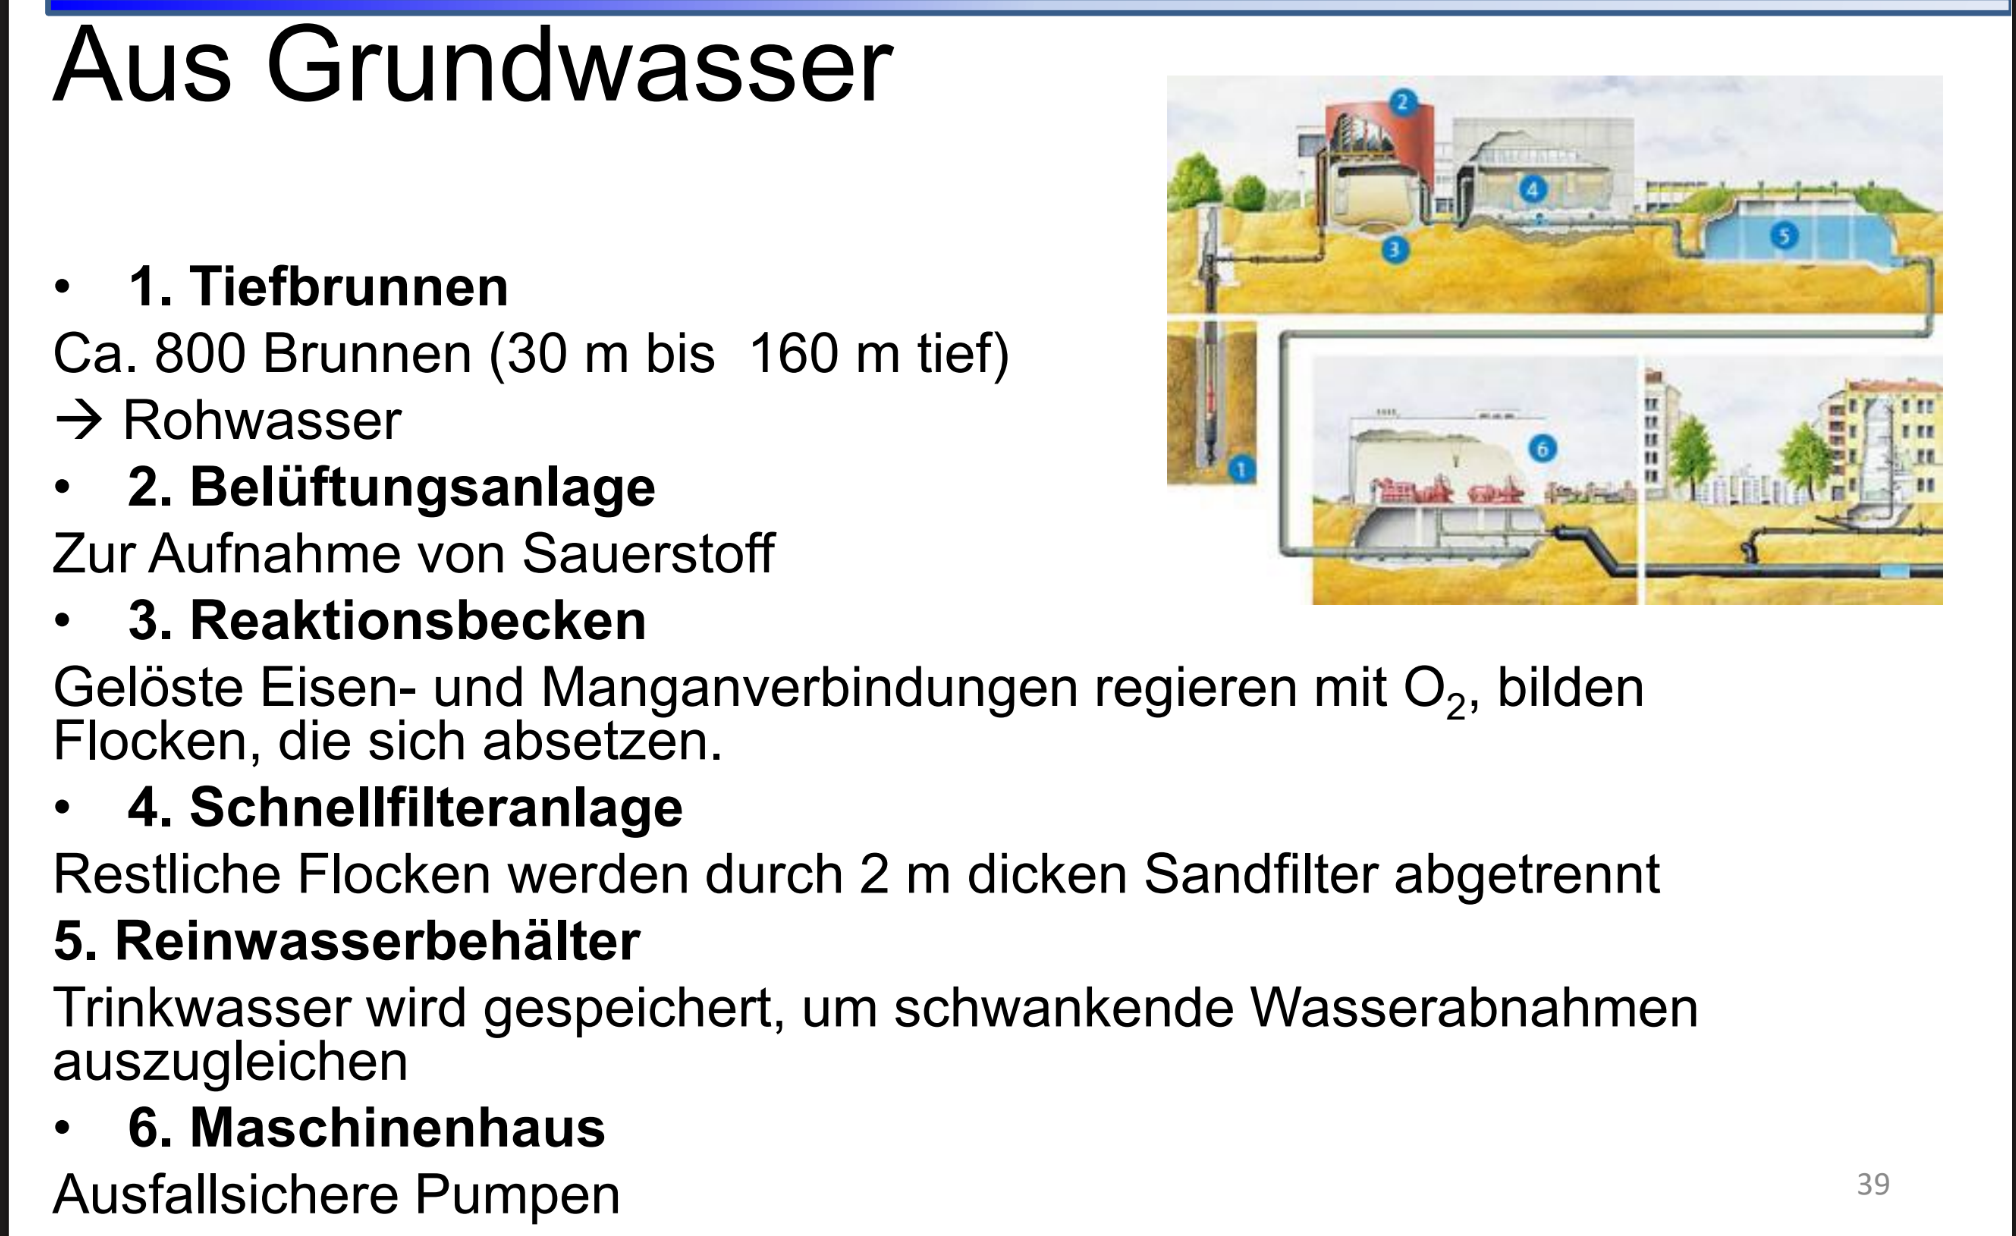 Aus Grundwasser
• 1. Tiefbrunnen
Ca. 800 Brunnen (30 m bis  160 m tief)
→ Rohwasser
• 2. Belüftungsanlage
Zur Aufnahme von Sauerstoff
• 3. Reaktionsbecken
Gelöste Eisen- und Manganverbindungen regieren mit O₂, bilden
Flocken, die sich absetzen.
• 4. Schnellfilteranlage
Restliche Flocken werden durch 2 m dicken Sandfilter abgetrennt
5. Reinwasserbehälter
Trinkwasser wird gespeichert, um schwankende Wasserabnahmen
auszugleichen
• 6. Maschinenhaus
Ausfallsichere Pumpen
2
4
3
5
1
6
39